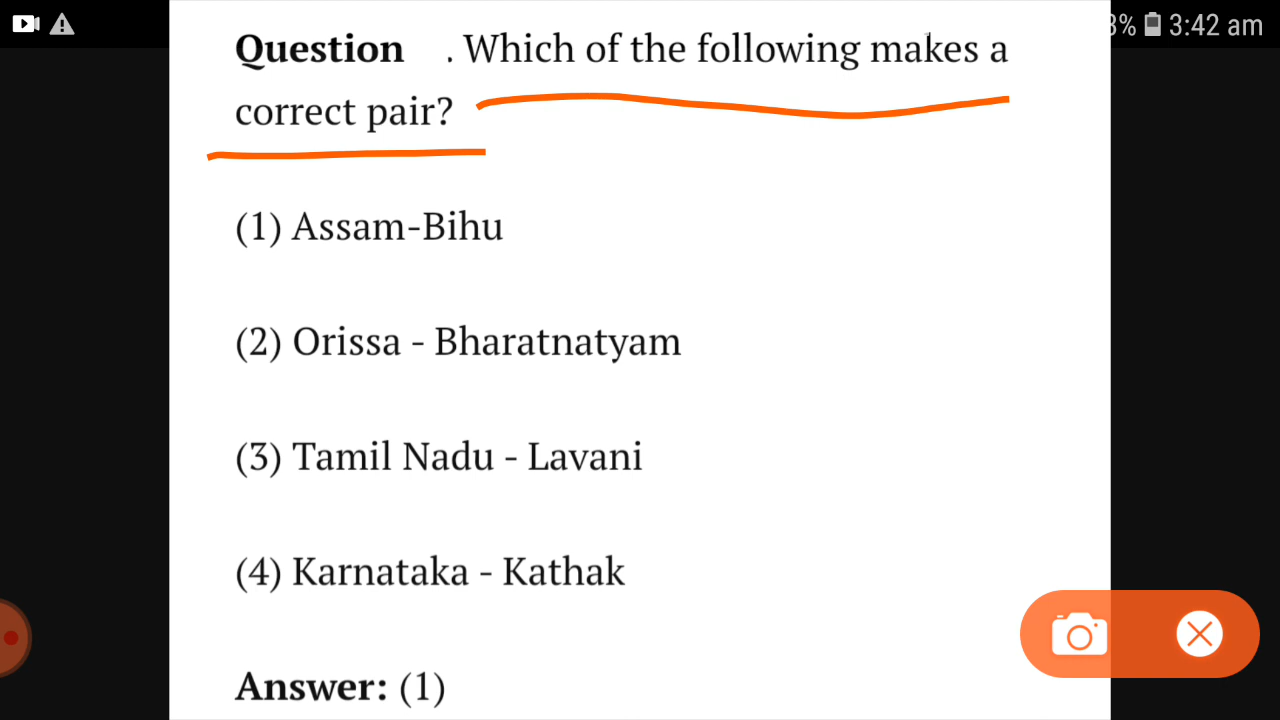 3:42 am
Question . Which of the following makes a
correct pair?
(1) Assam-Bihu
(2) Orissa - Bharatnatyam
(3) Tamil Nadu - Lavani
(4) Karnataka - Kathak
Answer: (1)